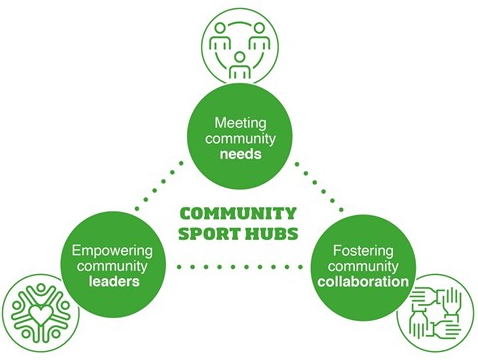 Meeting
community
needs
COMMUNITY
SPORT HUBS
Empowering
community
leaders
Fostering
community
collaboration